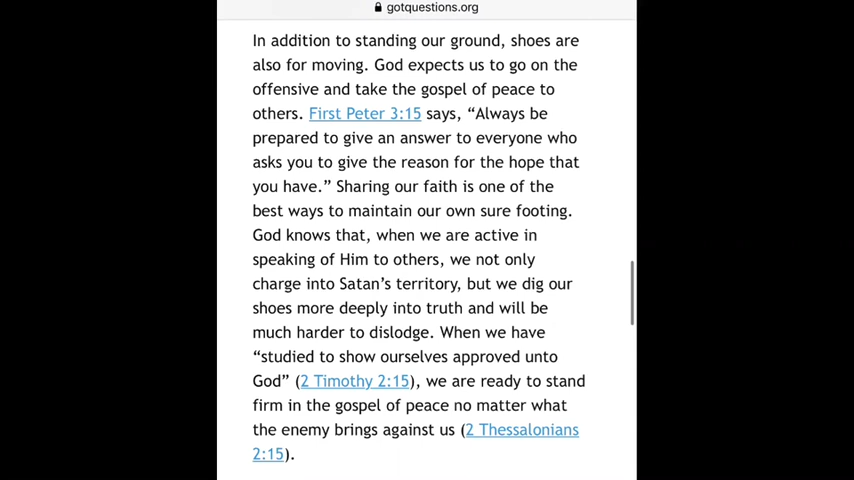 gotquestions.org
In addition to standing our ground, shoes are
also for moving. God expects us to go on the
offensive and take the gospel of peace to
others. First Peter 3:15 says, “Always be
prepared to give an answer to everyone who
asks you to give the reason for the hope that
you have.” Sharing our faith is one of the
best ways to maintain our own sure footing.
God knows that, when we are active in
speaking of Him to others, we not only
charge into Satan’s territory, but we dig our
shoes more deeply into truth and will be
much harder to dislodge. When we have
“studied to show ourselves approved unto
God” (2 Timothy 2:15), we are ready to stand
firm in the gospel of peace no matter what
the enemy brings against us (2 Thessalonians
2:15).